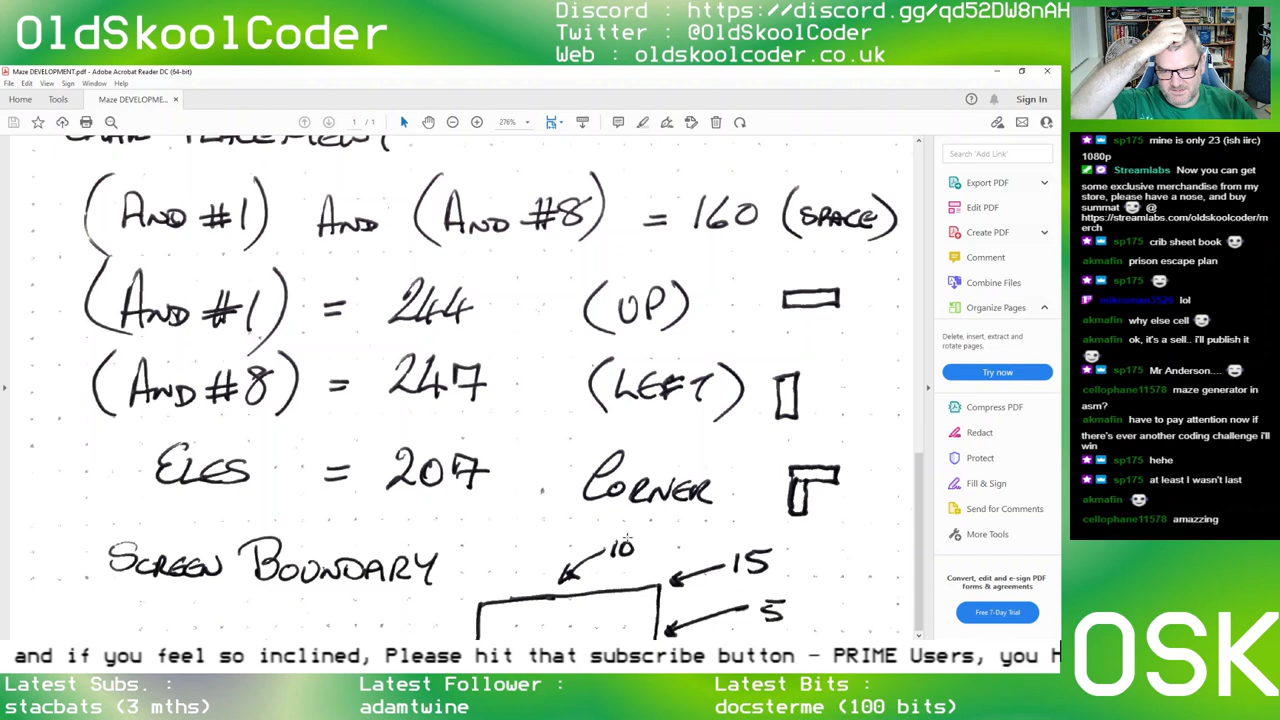 OldSkoolCoder
Discord : https://discord.gg/qd52DW8nAH
Twitter : @OldSkoolCoder
Web : oldskoolcoder.co.uk
Maze DEVELOPMENT.pdf - Adobe Acrobat Reader DC (64-bit)
File Edit View Sign Window Help
Home Tools Maze DEVELOPME... ×
Sign In
1 / 1 276%
PLACEMENT
(AND #1) AND (AND #8) = 160 (SPACE)
(AND #1) = 244 (UP)
(AND #8) = 247 (LEFT)
ELES = 207 CORNER
SCREEN BOUNDARY
10
15
5
Search 'Add Link'
Export PDF
Edit PDF
Create PDF
Comment
Combine Files
Organize Pages
Delete, insert, extract and
rotate pages.
Try now
Compress PDF
Redact
Protect
Fill & Sign
Send for Comments
More Tools
Convert, edit and e-sign PDF
forms & agreements
Free 7-Day Trial
sp175 mine is only 23 (ish iirc)
1080p
Streamlabs Now you can get
some exclusive merchandise from my
store, please have a nose, and buy
summat @
https://streamlabs.com/oldskoolcoder/m
erch
sp175 crib sheet book
akmafin prison escape plan
sp175
lol
akmafin why else cell
akmafin ok, it's a sell.. i'll publish it
sp175 Mr Anderson....
cellophane11578 maze generator in
asm?
akmafin have to pay attention now if
there's ever another coding challenge i'll
win
sp175 hehe
sp175 at least I wasn't last
akmafin
cellophane11578 amazzing
and if you feel so inclined, Please hit that subscribe button - PRIME Users, you H
OSK
Latest Subs. :
stacbats (3 mths)
Latest Follower :
adamtwine
Latest Bits :
docsterme (100 bits)